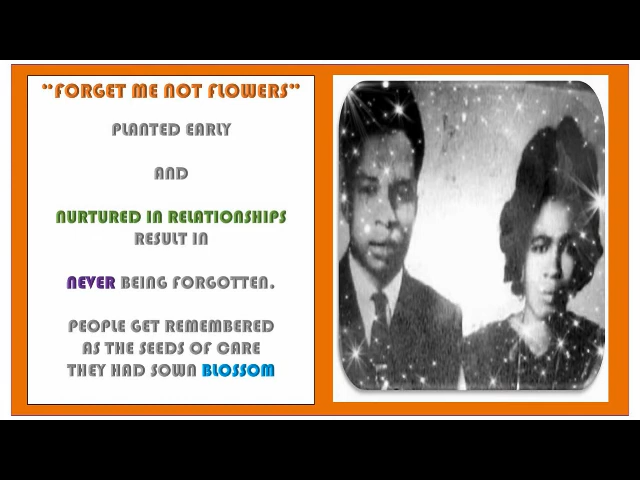 "FORGET ME NOT FLOWERS"
PLANTED EARLY
AND
NURTURED IN RELATIONSHIPS
RESULT IN
NEVER BEING FORGOTTEN.
PEOPLE GET REMEMBERED
AS THE SEEDS OF CARE
THEY HAD SOWN BLOSSOM